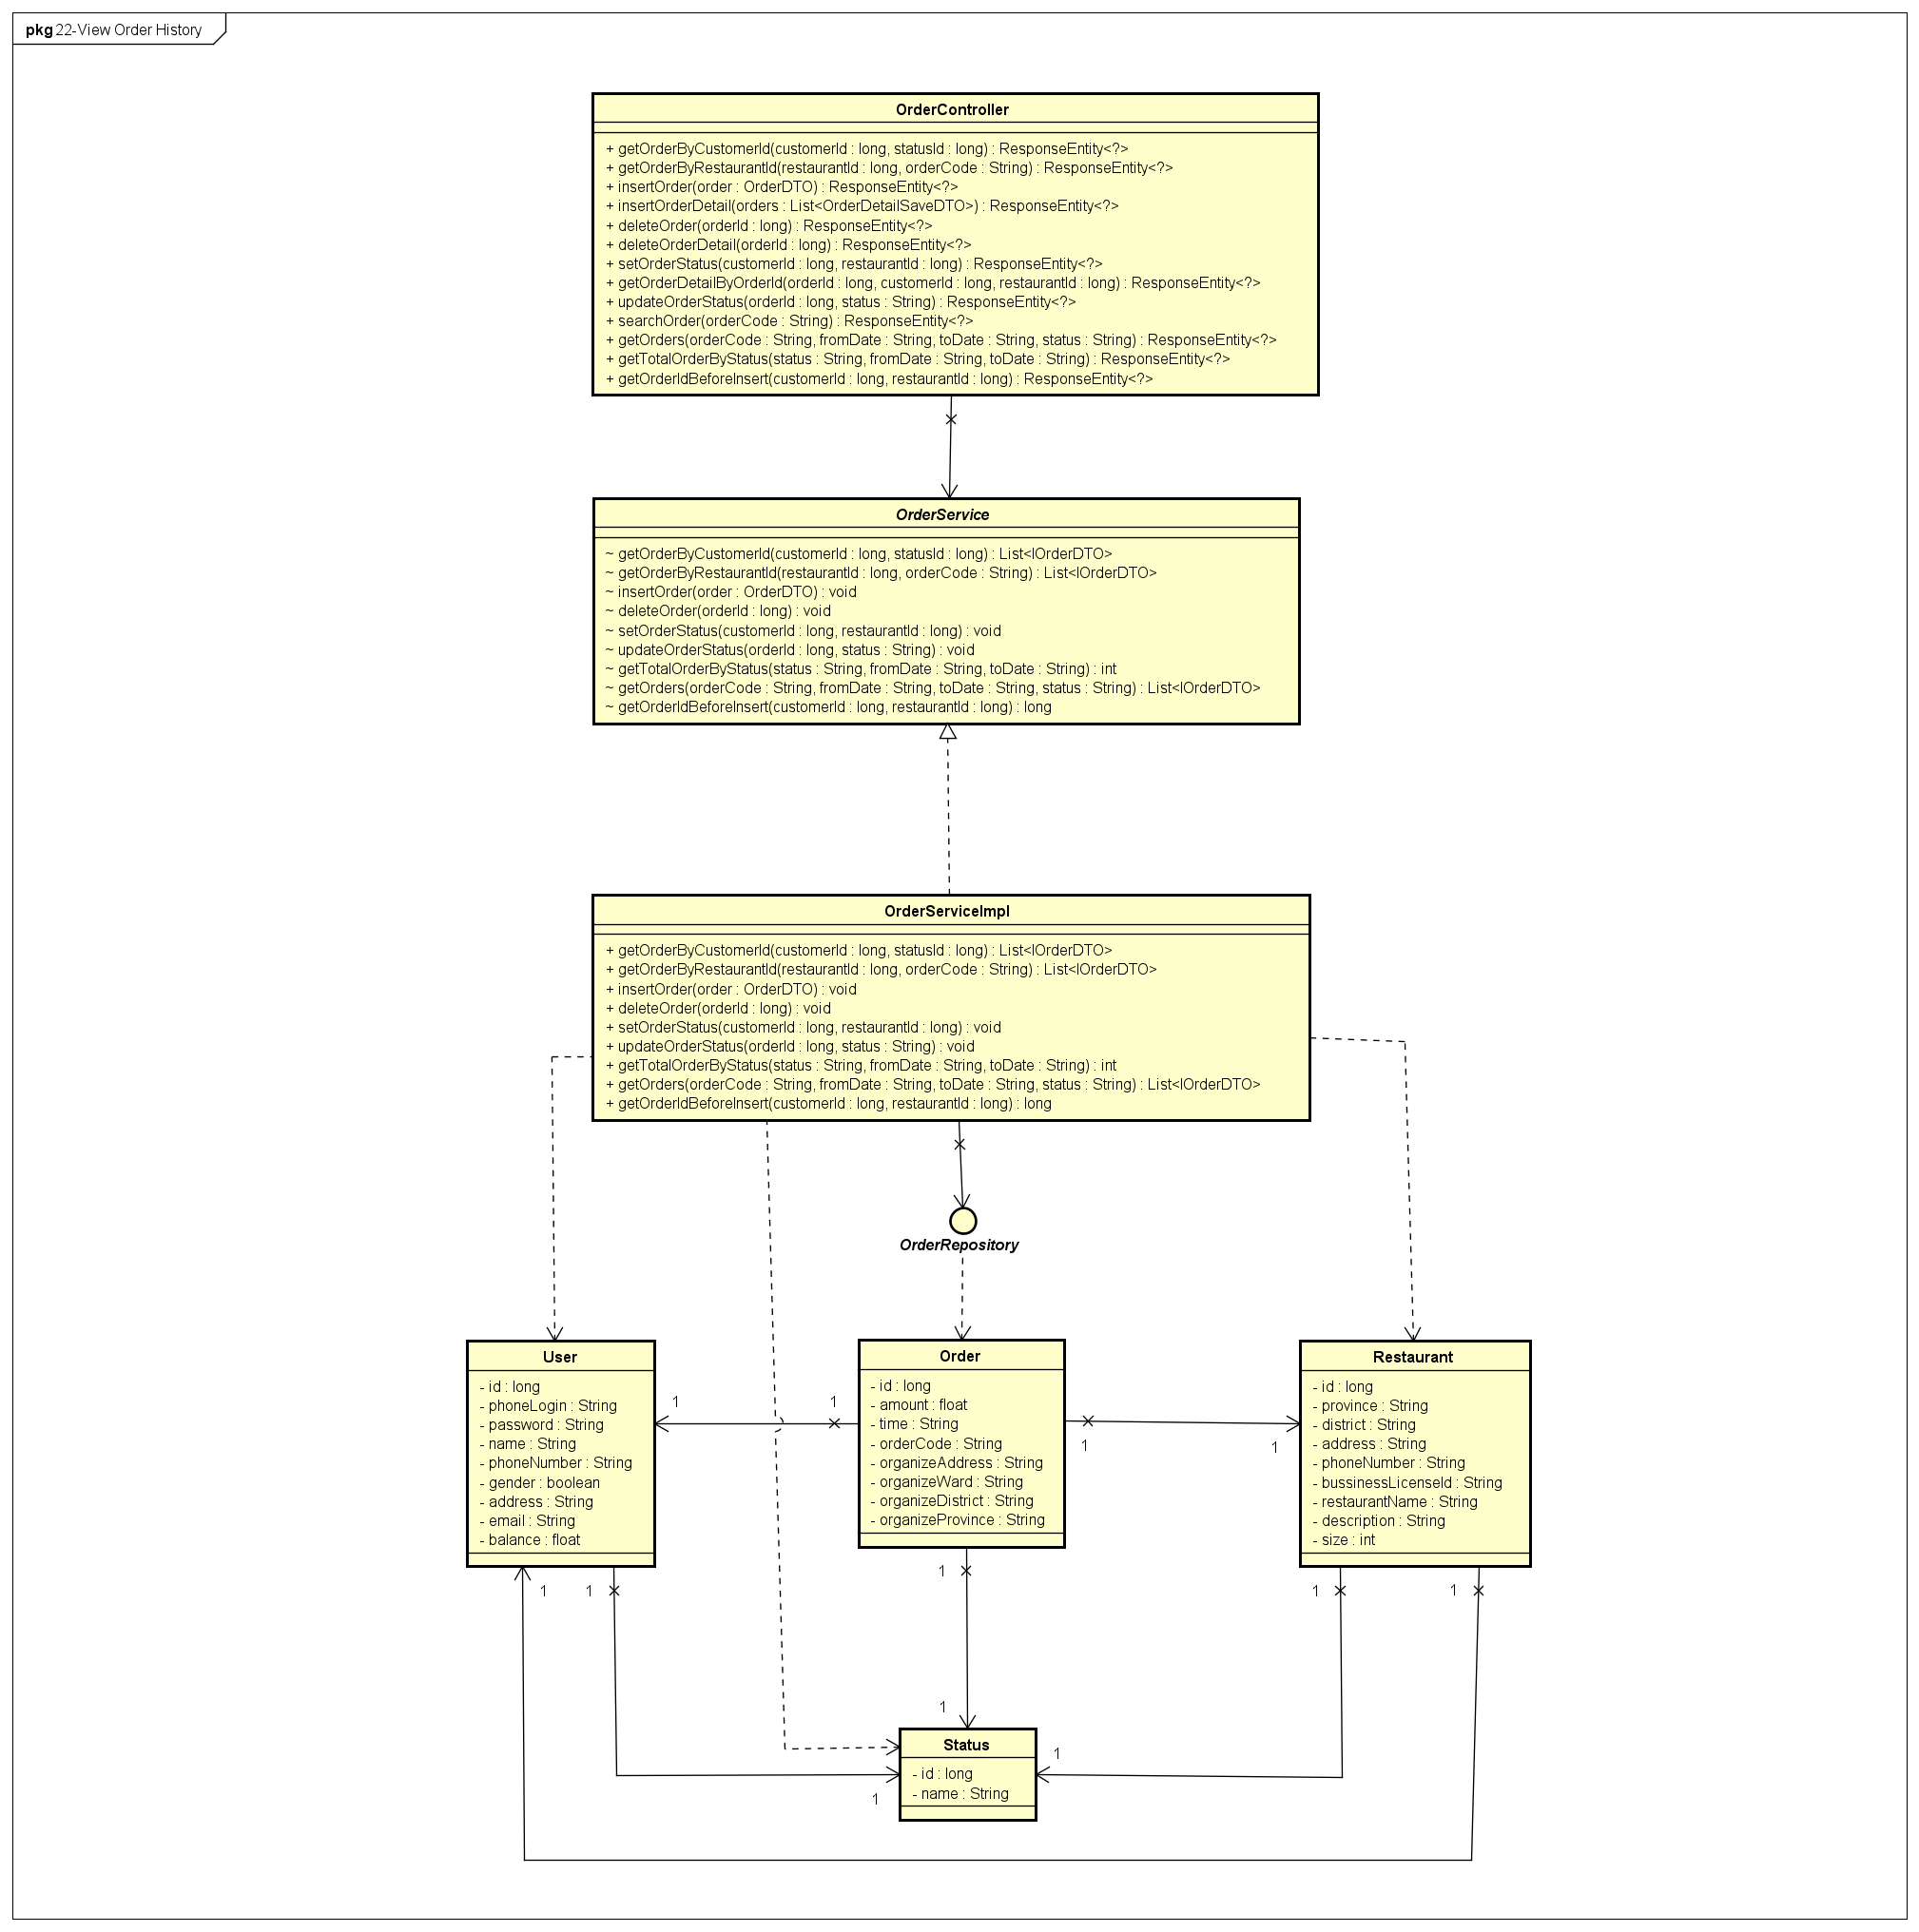 pkg 22-View Order History
OrderController
+ getOrderByCustomerId(customerId : long, statusId : long) : ResponseEntity<?>
+ getOrderByRestaurantId(restaurantId : long, orderCode : String) : ResponseEntity<?>
+ insertOrder(order : OrderDTO) : ResponseEntity<?>
+ insertOrderDetail(orders : List<OrderDetailSaveDTO>) : ResponseEntity<?>
+ deleteOrder(orderId : long) : ResponseEntity<?>
+ deleteOrderDetail(orderId : long) : ResponseEntity<?>
+ setOrderStatus(customerId : long, restaurantId : long) : ResponseEntity<?>
+ getOrderDetailByOrderId(orderId : long, customerId : long, restaurantId : long) : ResponseEntity<?>
+ updateOrderStatus(orderId : long, status : String) : ResponseEntity<?>
+ searchOrder(orderCode : String) : ResponseEntity<?>
+ getOrders(orderCode : String, fromDate : String, toDate : String, status : String) : ResponseEntity<?>
+ getTotalOrderByStatus(status : String, fromDate : String, toDate : String) : ResponseEntity<?>
+ getOrderIdBeforeInsert(customerId : long, restaurantId : long) : ResponseEntity<?>
OrderService
~ getOrderByCustomerId(customerId : long, statusId : long) : List<IOrderDTO>
~ getOrderByRestaurantId(restaurantId : long, orderCode : String) : List<IOrderDTO>
~ insertOrder(order : OrderDTO) : void
~ deleteOrder(orderId : long) : void
~ setOrderStatus(customerId : long, restaurantId : long) : void
~ updateOrderStatus(orderId : long, status : String) : void
~ getTotalOrderByStatus(status : String, fromDate : String, toDate : String) : int
~ getOrders(orderCode : String, fromDate : String, toDate : String, status : String) : List<IOrderDTO>
~ getOrderIdBeforeInsert(customerId : long, restaurantId : long) : long
OrderServiceImpl
+ getOrderByCustomerId(customerId : long, statusId : long) : List<IOrderDTO>
+ getOrderByRestaurantId(restaurantId : long, orderCode : String) : List<IOrderDTO>
+ insertOrder(order : OrderDTO) : void
+ deleteOrder(orderId : long) : void
+ setOrderStatus(customerId : long, restaurantId : long) : void
+ updateOrderStatus(orderId : long, status : String) : void
+ getTotalOrderByStatus(status : String, fromDate : String, toDate : String) : int
+ getOrders(orderCode : String, fromDate : String, toDate : String, status : String) : List<IOrderDTO>
+ getOrderIdBeforeInsert(customerId : long, restaurantId : long) : long
OrderRepository
User
- id : long
- phoneLogin : String
- password : String
- name : String
- phoneNumber : String
- gender : boolean
- address : String
- email : String
- balance : float
1
1
Order
- id : long
- amount : float
- time : String
- orderCode : String
- organizeAddress : String
- organizeWard : String
- organizeDistrict : String
- organizeProvince : String
1
1
Restaurant
- id : long
- province : String
- district : String
- address : String
- phoneNumber : String
- bussinessLicenseId : String
- restaurantName : String
- description : String
- size : int
1
1
1
1
1
1
1
1
Status
- id : long
- name : String
1